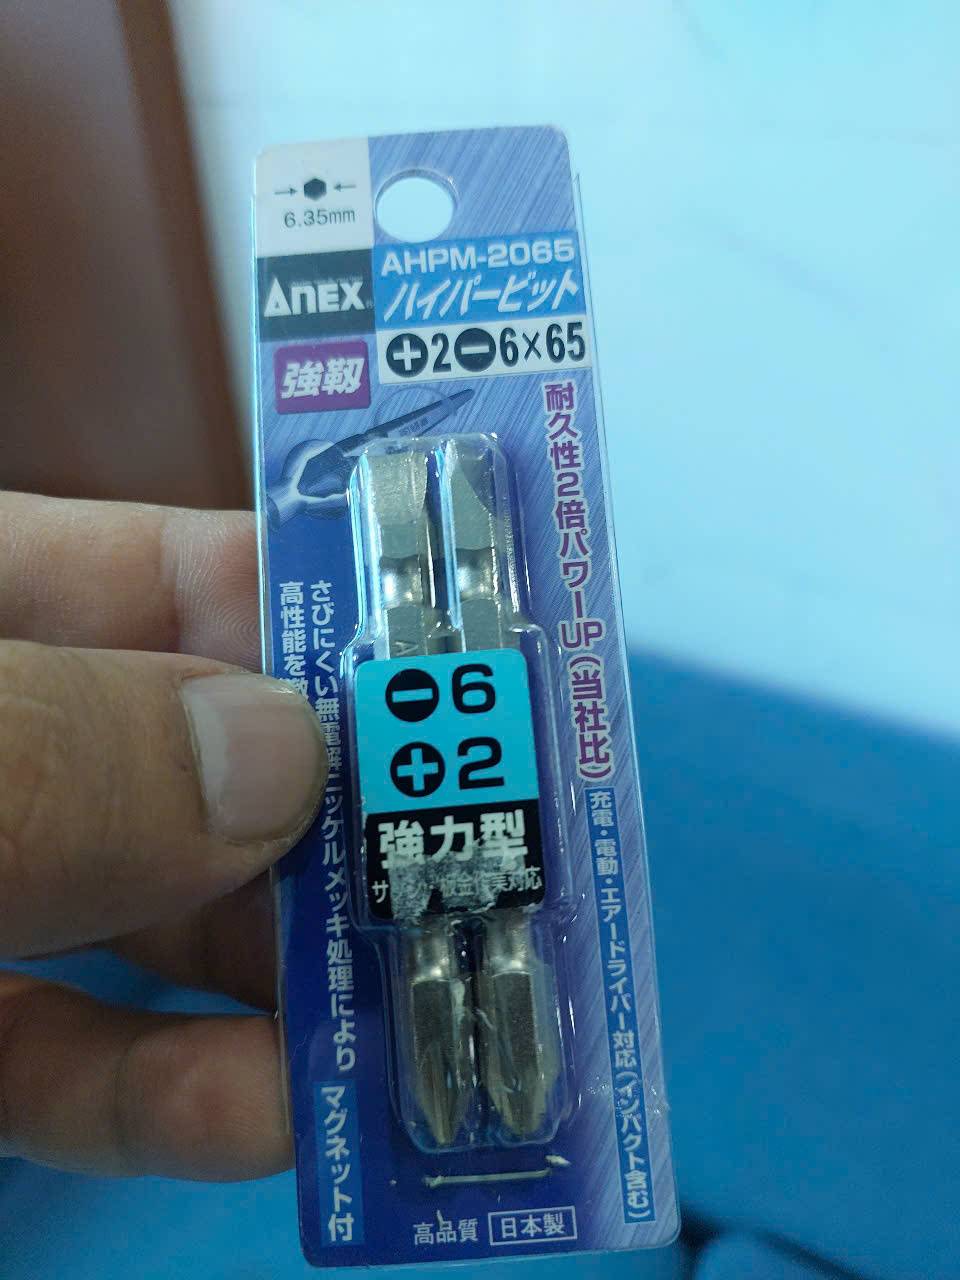 6.35mm
ANEX
AHPM-2065
ハイパービット
+2-6×65
強靱
耐久性2倍パワーUP(当社比)
充電・電動・エアードライバー対応(インパクト含む)
さびにくい無電解ニッケルメッキ処理により
高性能を
-6
+2
強力型
対応
マグネット付
高品質 日本製